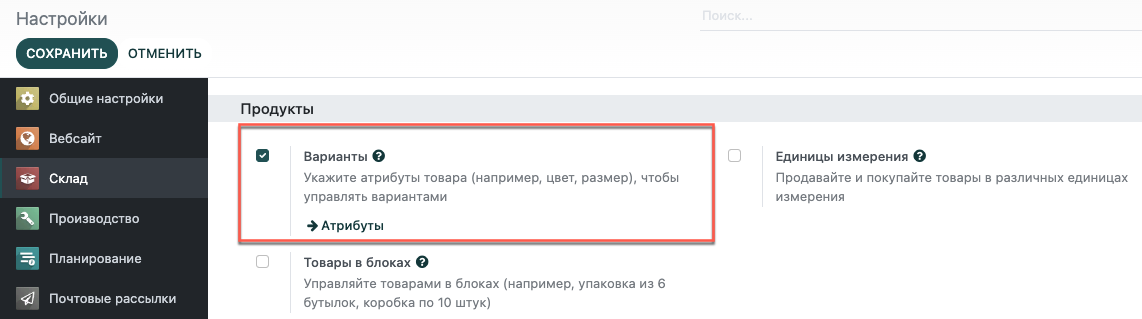 Настройки
Поиск...
СОХРАНИТЬ ОТМЕНИТЬ
Общие настройки
Вебсайт
Склад
Производство
Планирование
Почтовые рассылки
Продукты
Варианты ?
Укажите атрибуты товара (например, цвет, размер), чтобы
управлять вариантами
→ Атрибуты
Единицы измерения ?
Продавайте и покупайте товары в различных единицах
измерения
Товары в блоках ?
Управляйте товарами в блоках (например, упаковка из 6
бутылок, коробка по 10 штук)